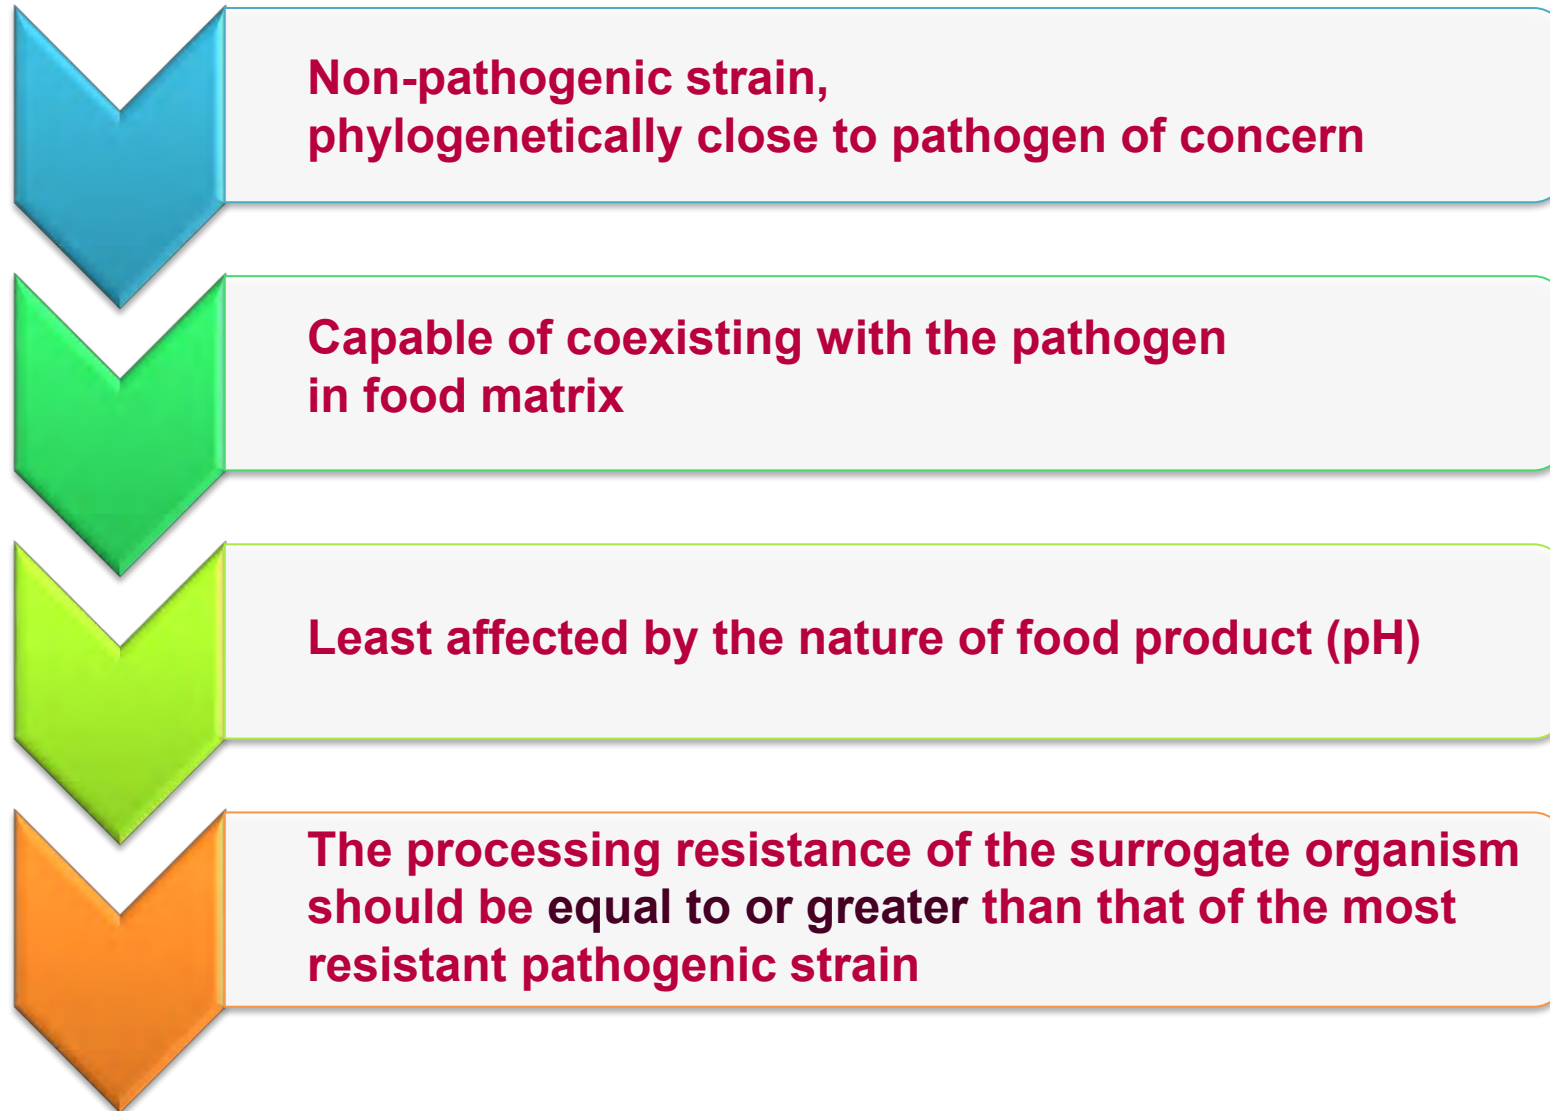 Non-pathogenic strain,
phylogenetically close to pathogen of concern
Capable of coexisting with the pathogen
in food matrix
Least affected by the nature of food product (pH)
The processing resistance of the surrogate organism
should be equal to or greater than that of the most
resistant pathogenic strain